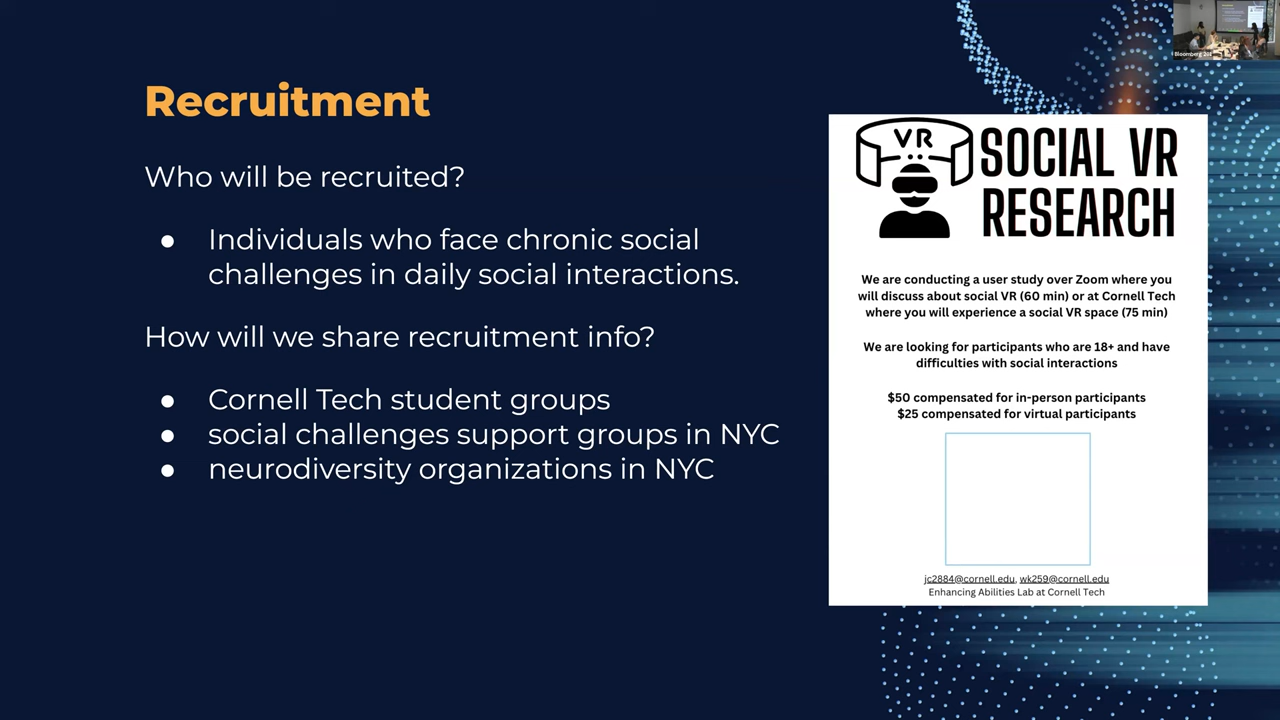 Recruitment
Who will be recruited?
● Individuals who face chronic social
challenges in daily social interactions.
How will we share recruitment info?
● Cornell Tech student groups
● social challenges support groups in NYC
● neurodiversity organizations in NYC
VR
SOCIAL VR
RESEARCH
We are conducting a user study over Zoom where you
will discuss about social VR (60 min) or at Cornell Tech
where you will experience a social VR space (75 min)
We are looking for participants who are 18+ and have
difficulties with social interactions
$50 compensated for in-person participants
$25 compensated for virtual participants
jc2884@cornell.edu, wk259@cornell.edu
Enhancing Abilities Lab at Cornell Tech
Bloomberg